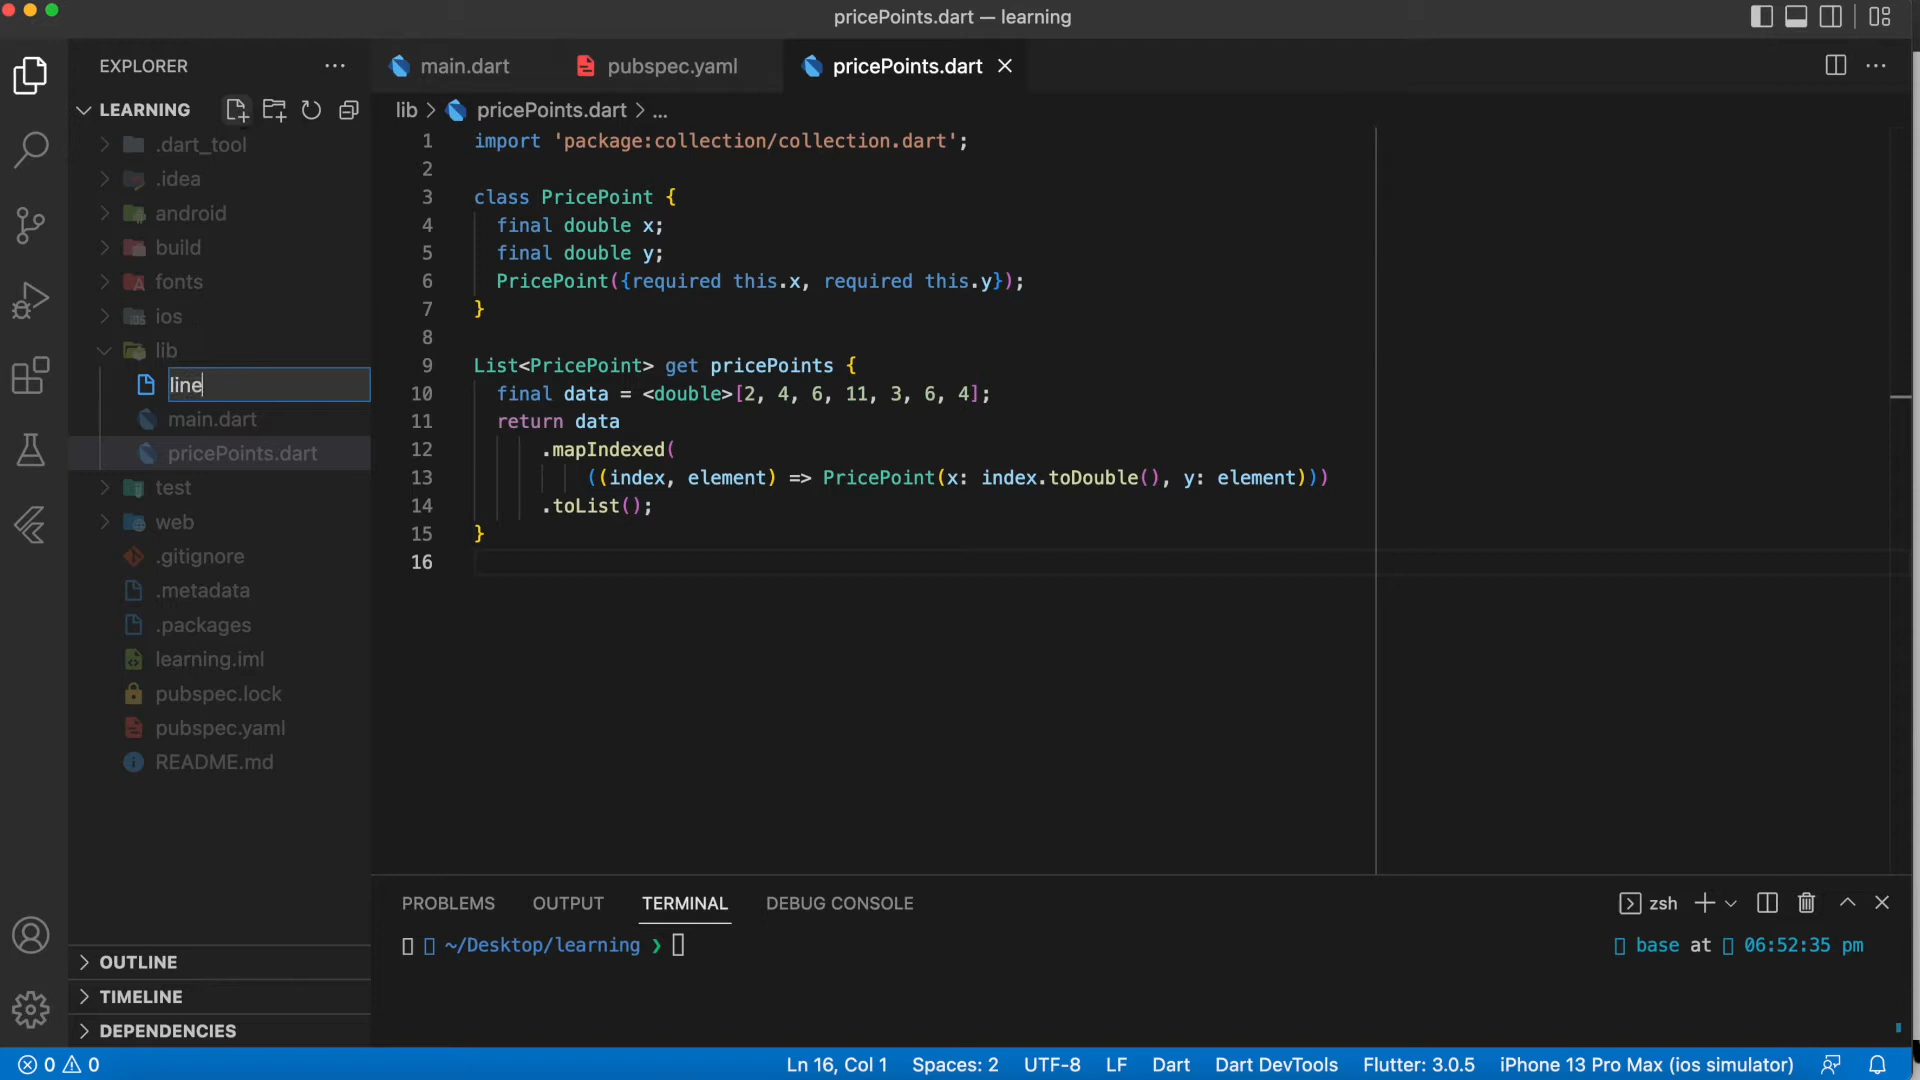 pricePoints.dart — learning
EXPLORER
main.dart
pubspec.yaml
pricePoints.dart
LEARNING
lib > pricePoints.dart > ...
.dart_tool
.idea
android
build
fonts
ios
lib
line
main.dart
pricePoints.dart
test
web
.gitignore
.metadata
.packages
learning.iml
pubspec.lock
pubspec.yaml
README.md
OUTLINE
TIMELINE
DEPENDENCIES
1 import 'package:collection/collection.dart';
2
3 class PricePoint {
4 final double x;
5 final double y;
6 PricePoint({required this.x, required this.y});
7 }
8
9 List<PricePoint> get pricePoints {
10 final data = <double>[2, 4, 6, 11, 3, 6, 4];
11 return data
12 .mapIndexed(
13 ((index, element) => PricePoint(x: index.toDouble(), y: element)))
14 .toList();
15 }
16
PROBLEMS OUTPUT TERMINAL DEBUG CONSOLE
zsh
~/Desktop/learning ❯
base at 06:52:35 pm
0 0
Ln 16, Col 1 Spaces: 2 UTF-8 LF Dart Dart DevTools Flutter: 3.0.5 iPhone 13 Pro Max (ios simulator)